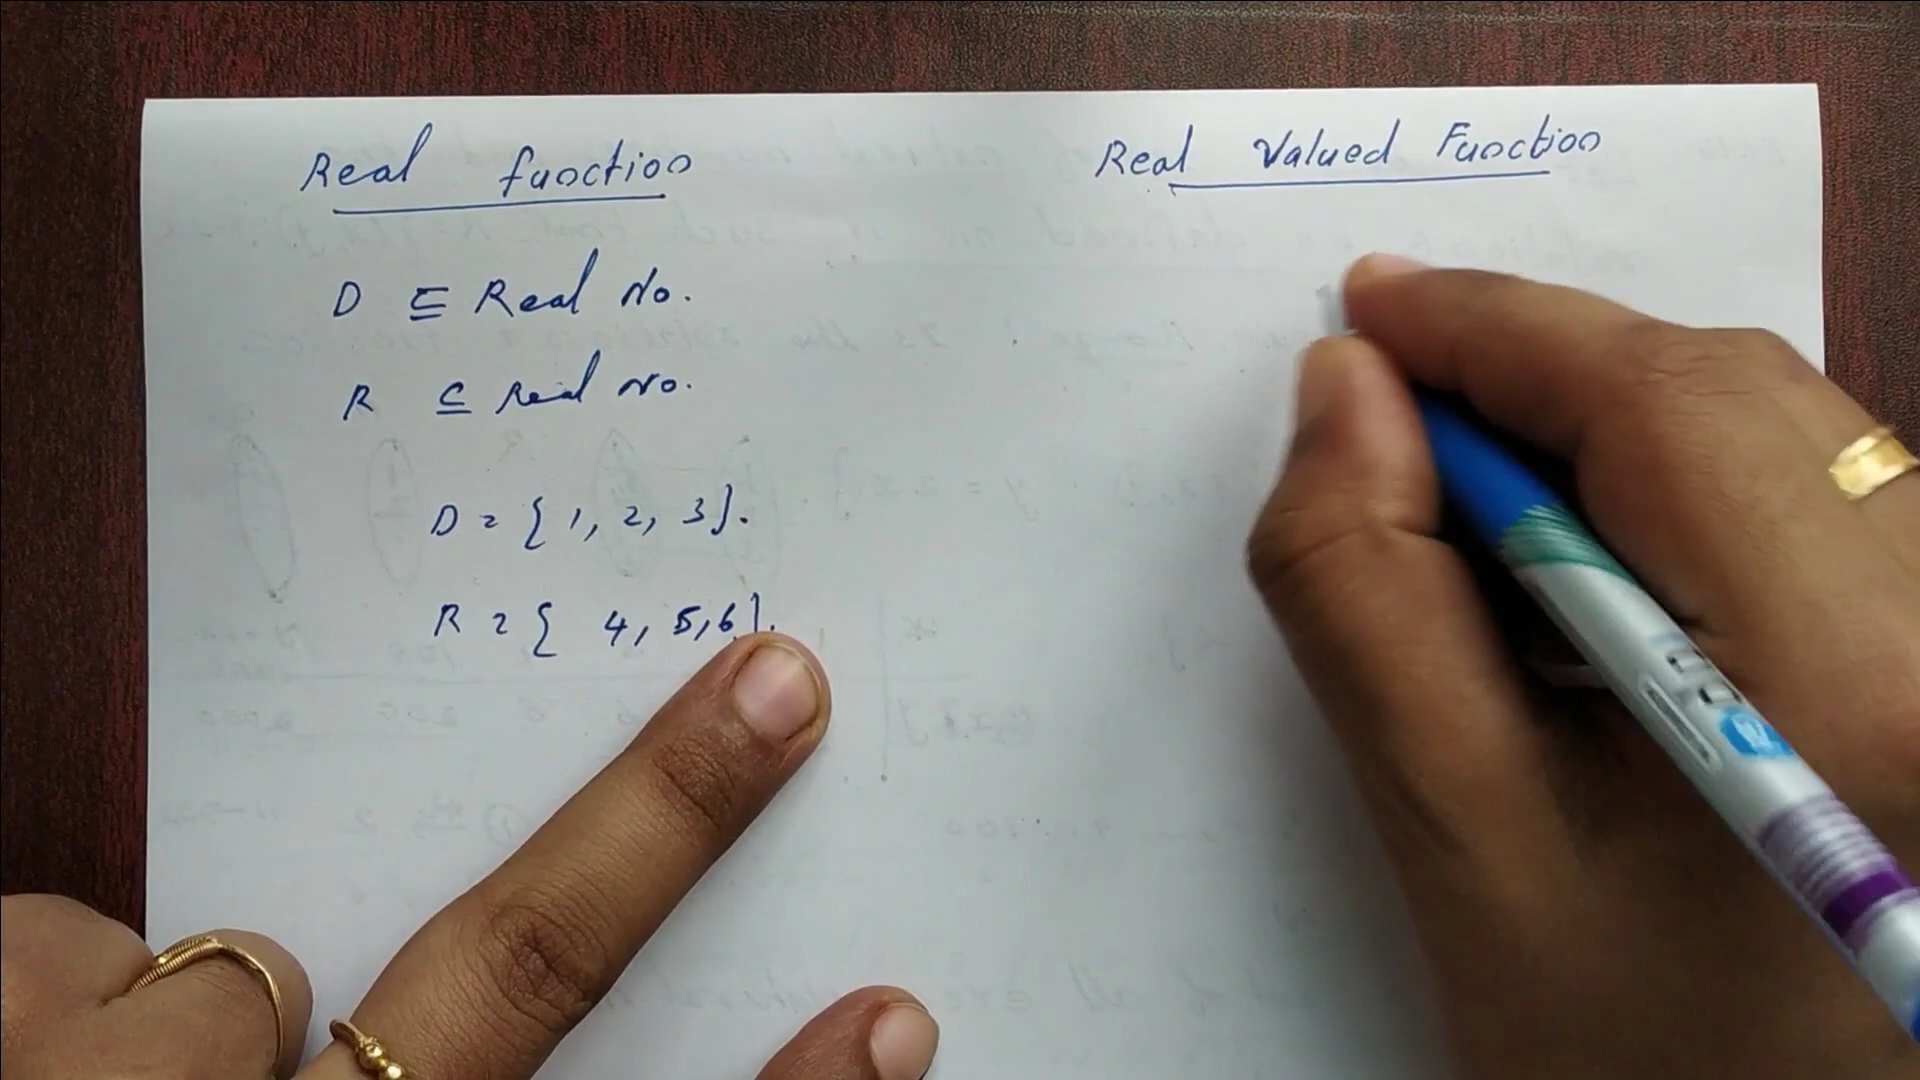 Real function
Real Valued Function
D ⊆ Real No.
R ⊆ Real No.
D = { 1, 2, 3}.
R = { 4, 5, 6}.